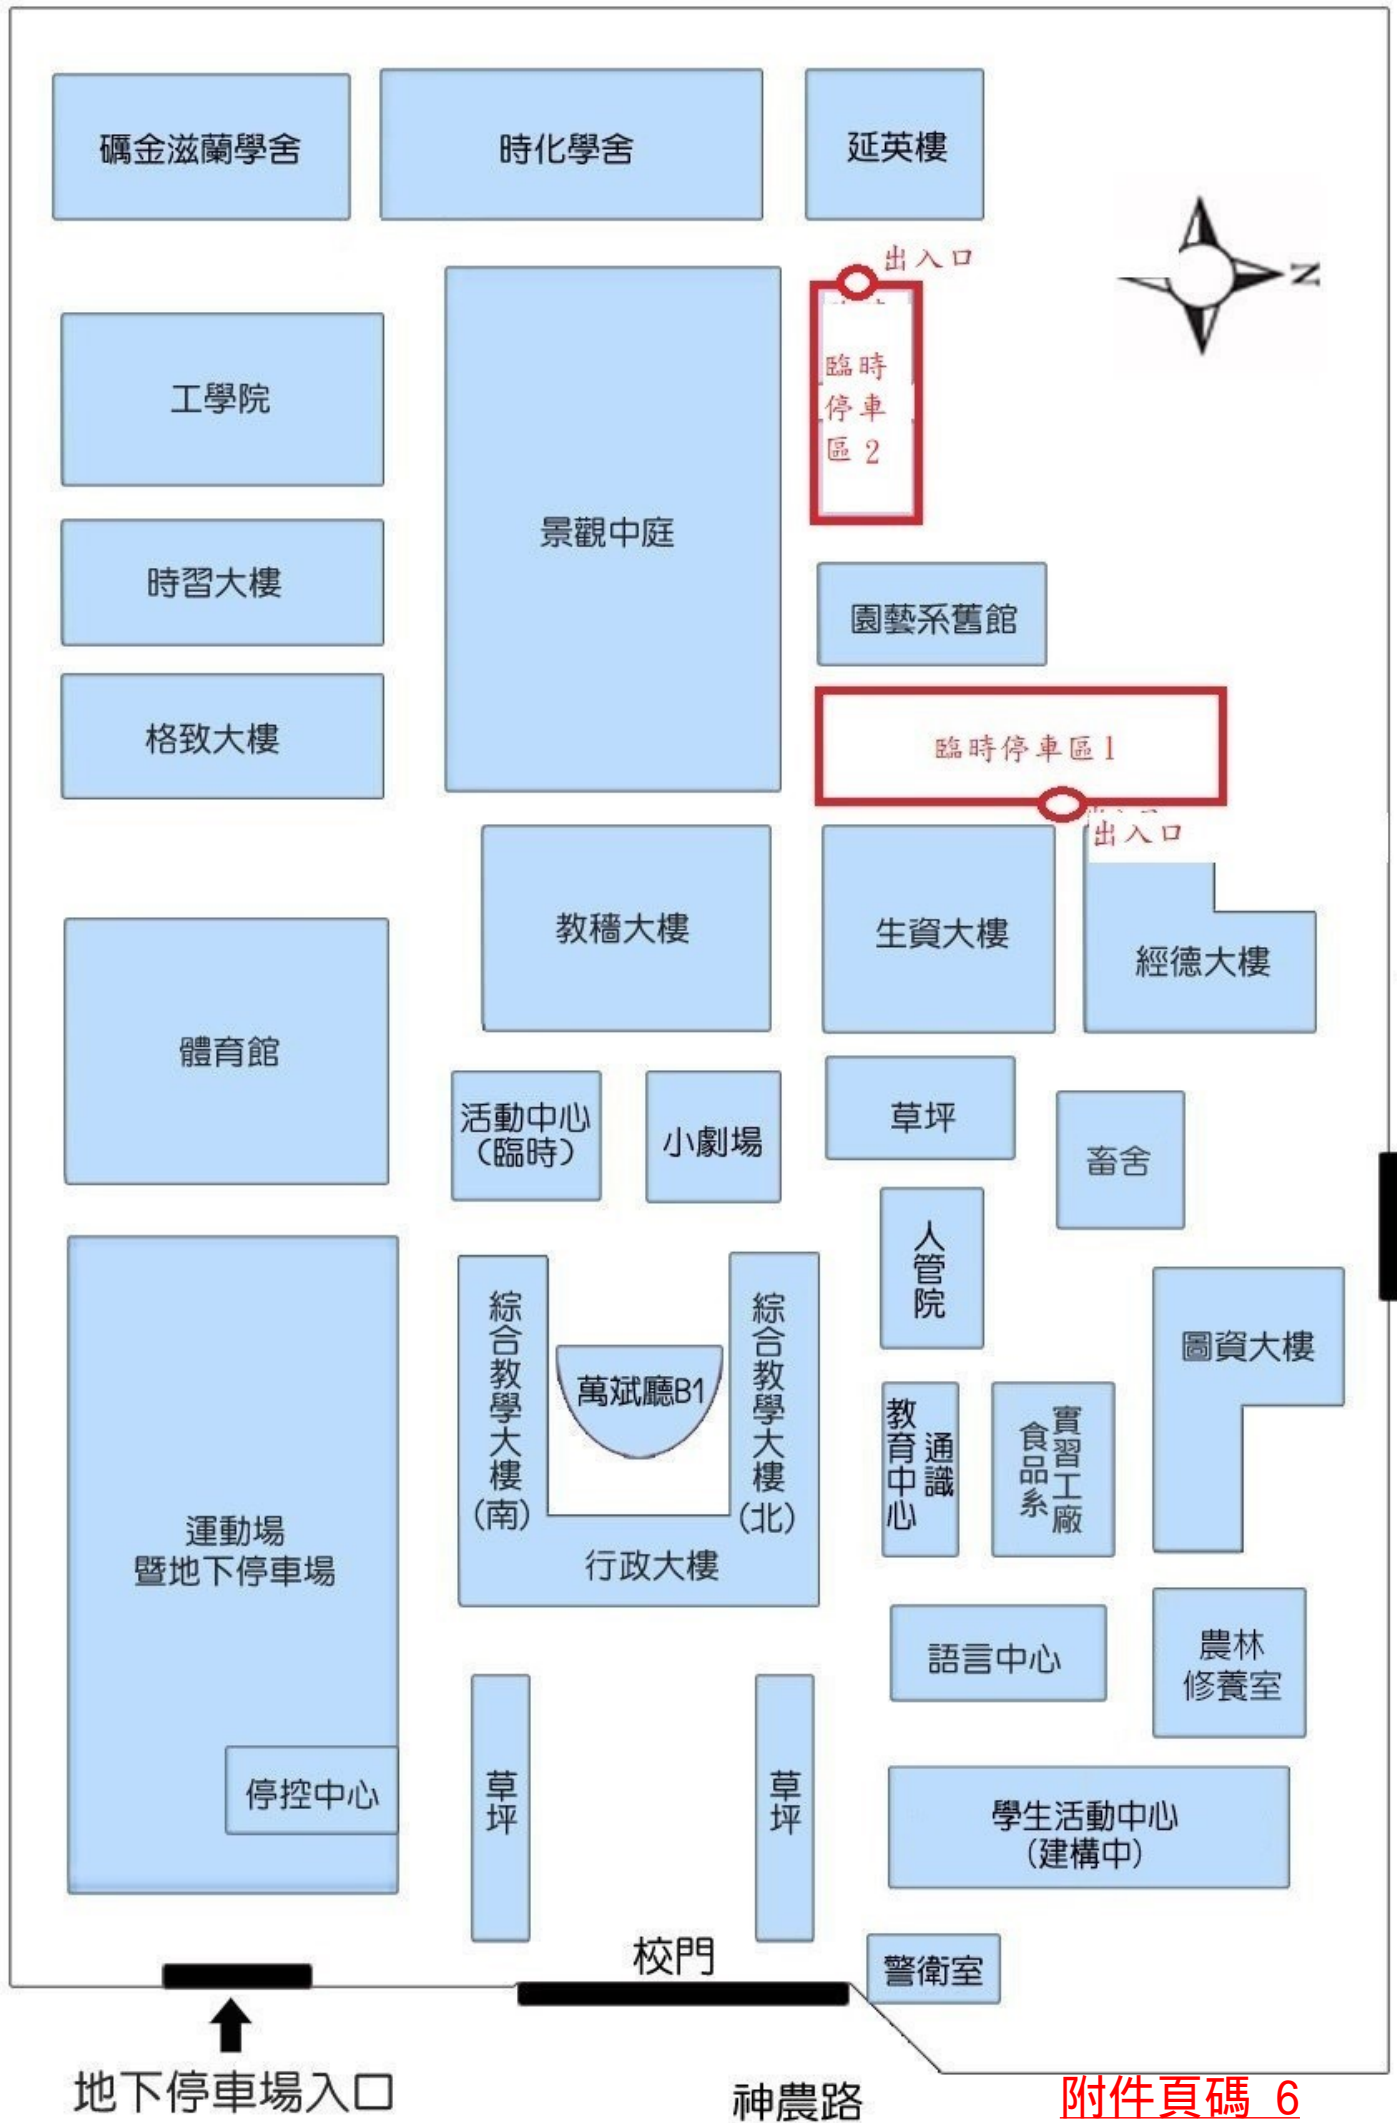 礪金滋蘭學舍
時化學舍
延英樓
出入口
N
臨時
停車
區2
工學院
景觀中庭
時習大樓
園藝系舊館
格致大樓
臨時停車區1
出入口
教穡大樓
生資大樓
經德大樓
體育館
活動中心
(臨時)
小劇場
草坪
畜舍
人管院
綜合教學大樓
(南)
萬斌廳B1
綜合教學大樓
(北)
行政大樓
圖資大樓
通識
教育中心
食品系
實習工廠
運動場
暨地下停車場
語言中心
農林
修養室
停控中心
草坪
草坪
學生活動中心
(建構中)
校門
警衛室
地下停車場入口
神農路
附件頁碼 6